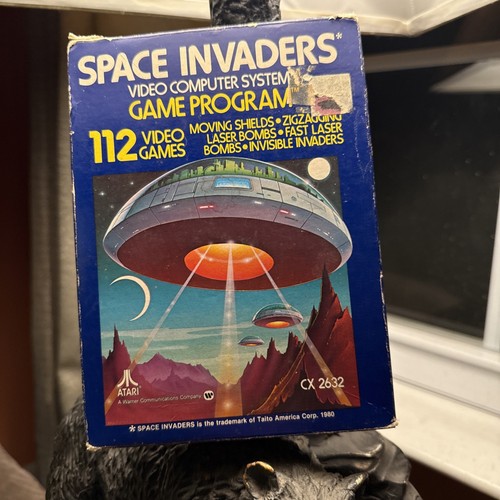 SPACE INVADERS*
VIDEO COMPUTER SYSTEM™
GAME PROGRAM
112 VIDEO GAMES
MOVING SHIELDS • ZIGZAGGING
LASER BOMBS • FAST LASER
BOMBS • INVISIBLE INVADERS
ATARI
A Warner Communications Company
CX 2632
* SPACE INVADERS is the trademark of Taito America Corp. 1980